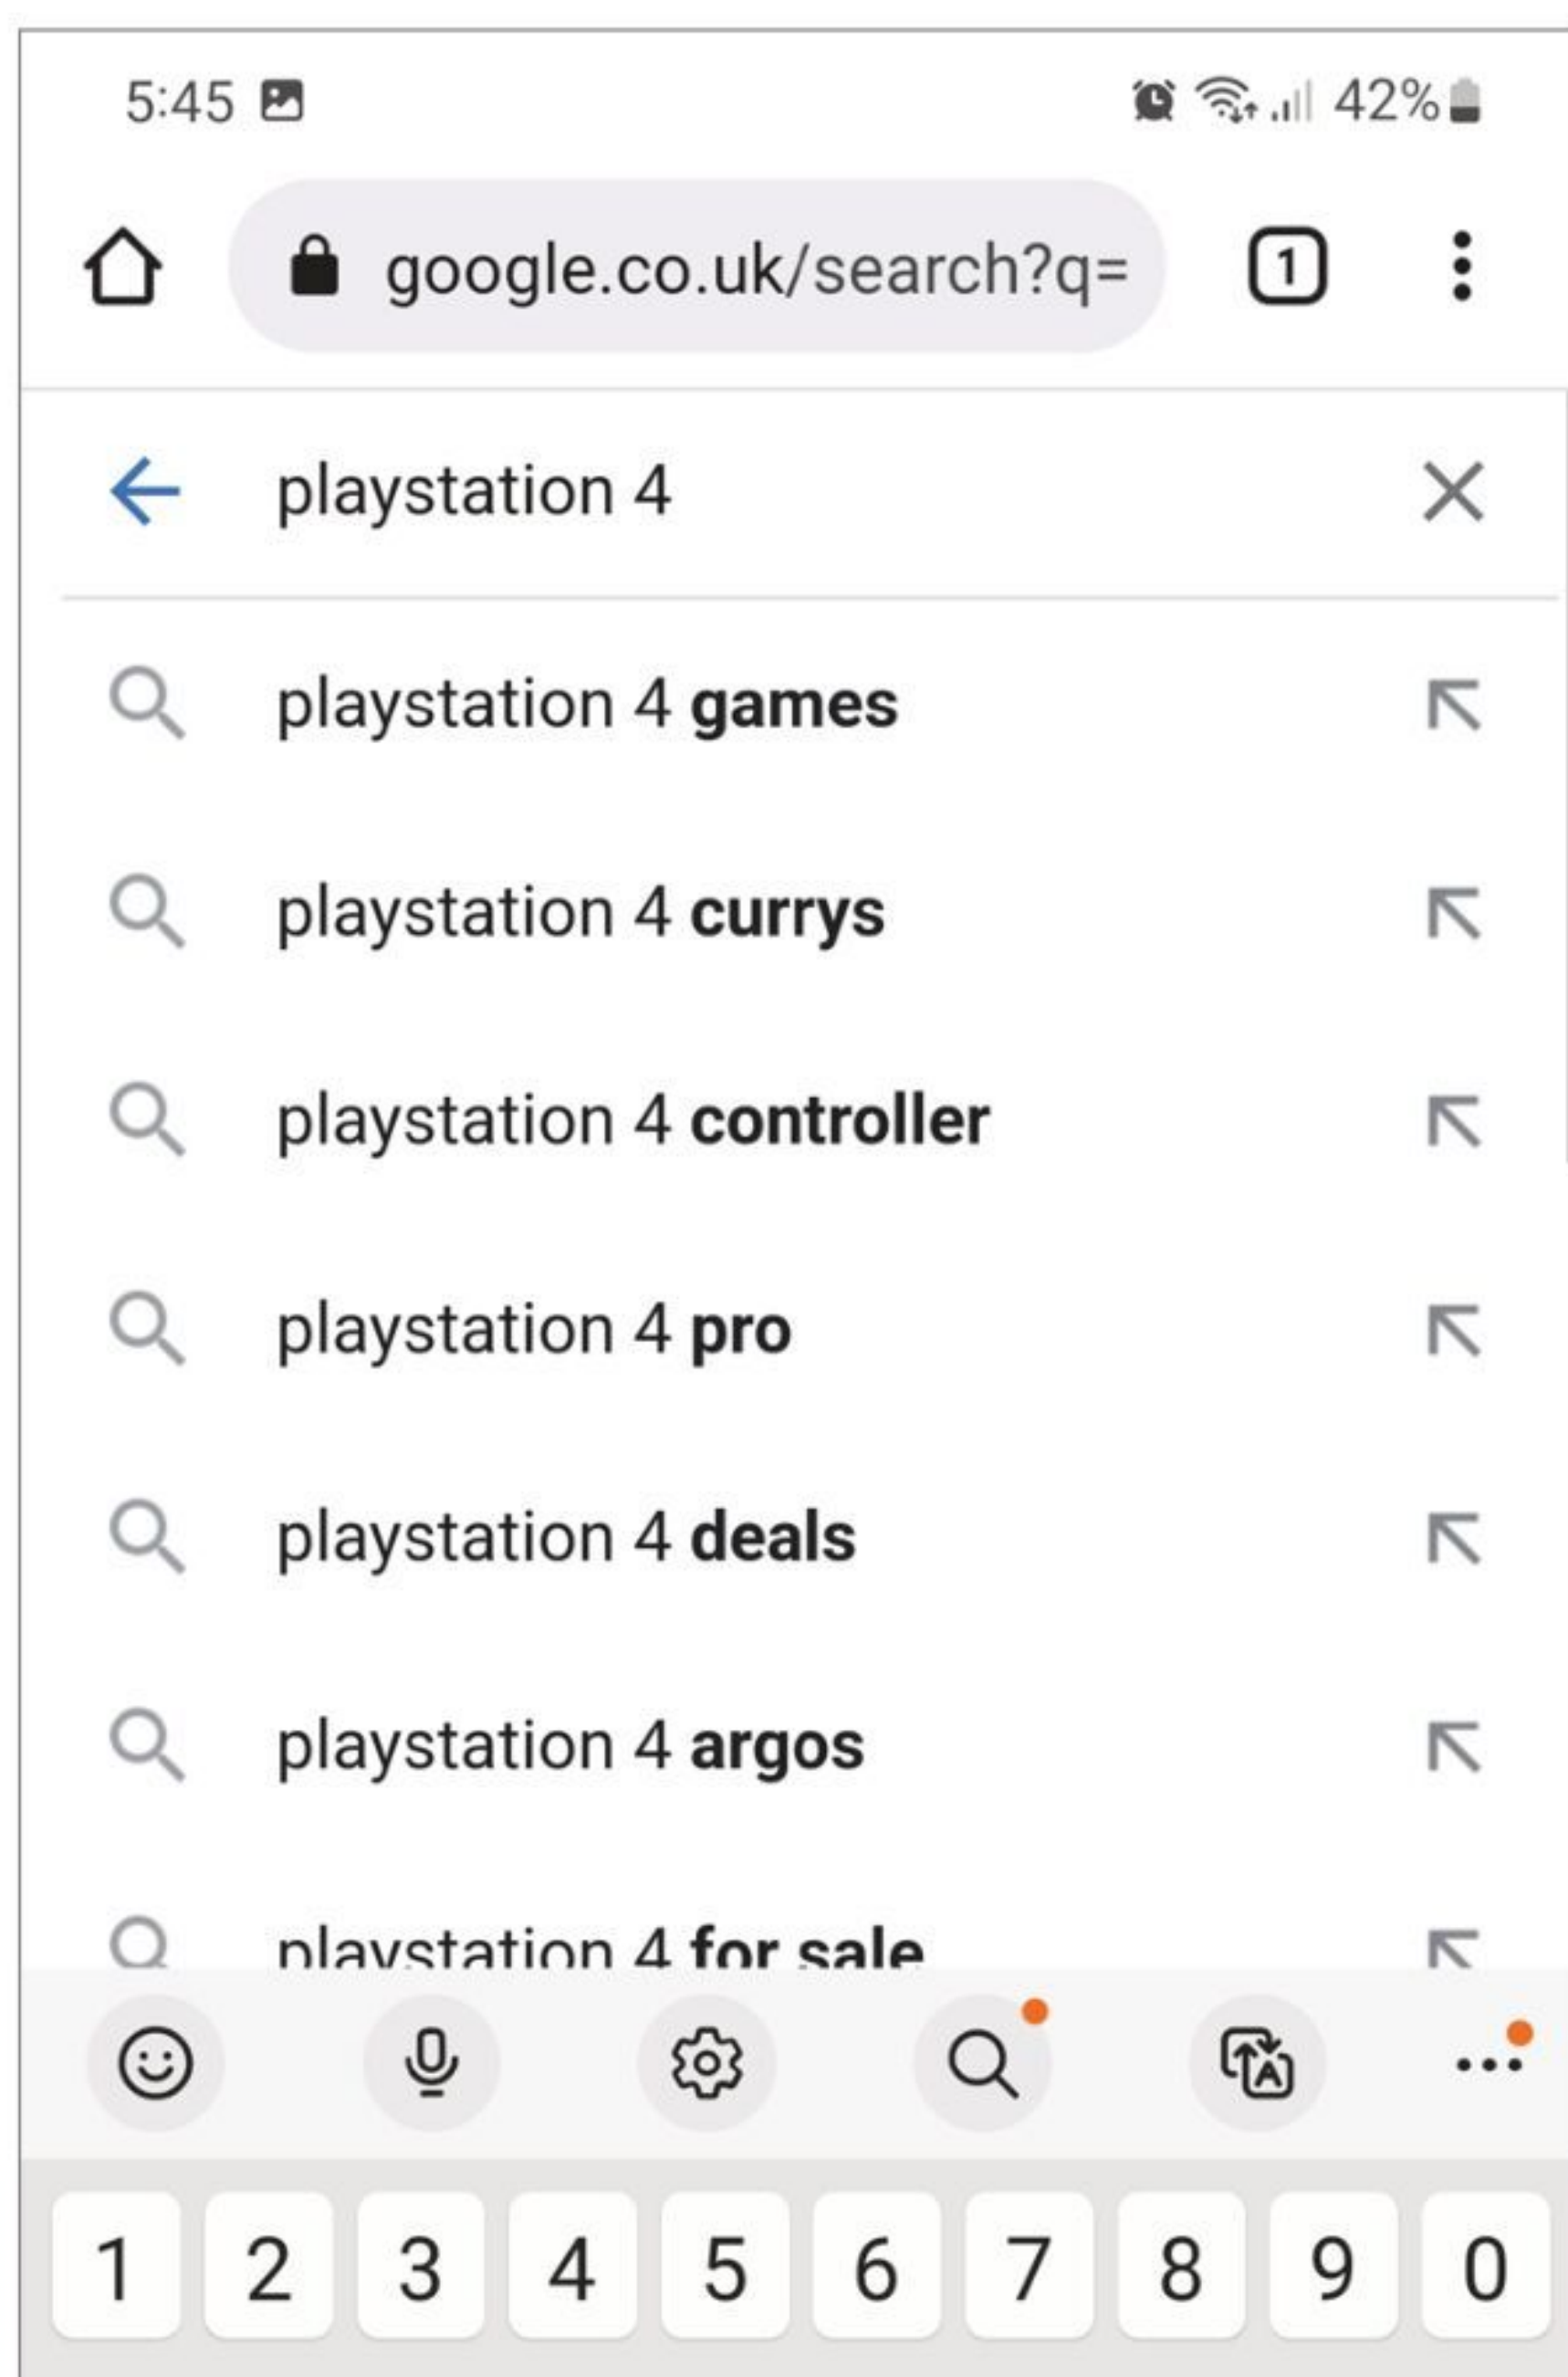 5:45 42%
google.co.uk/search?q=
1
playstation 4
playstation 4 games
playstation 4 currys
playstation 4 controller
playstation 4 pro
playstation 4 deals
playstation 4 argos
playstation 4 for sale
A
1 2 3 4 5 6 7 8 9 0